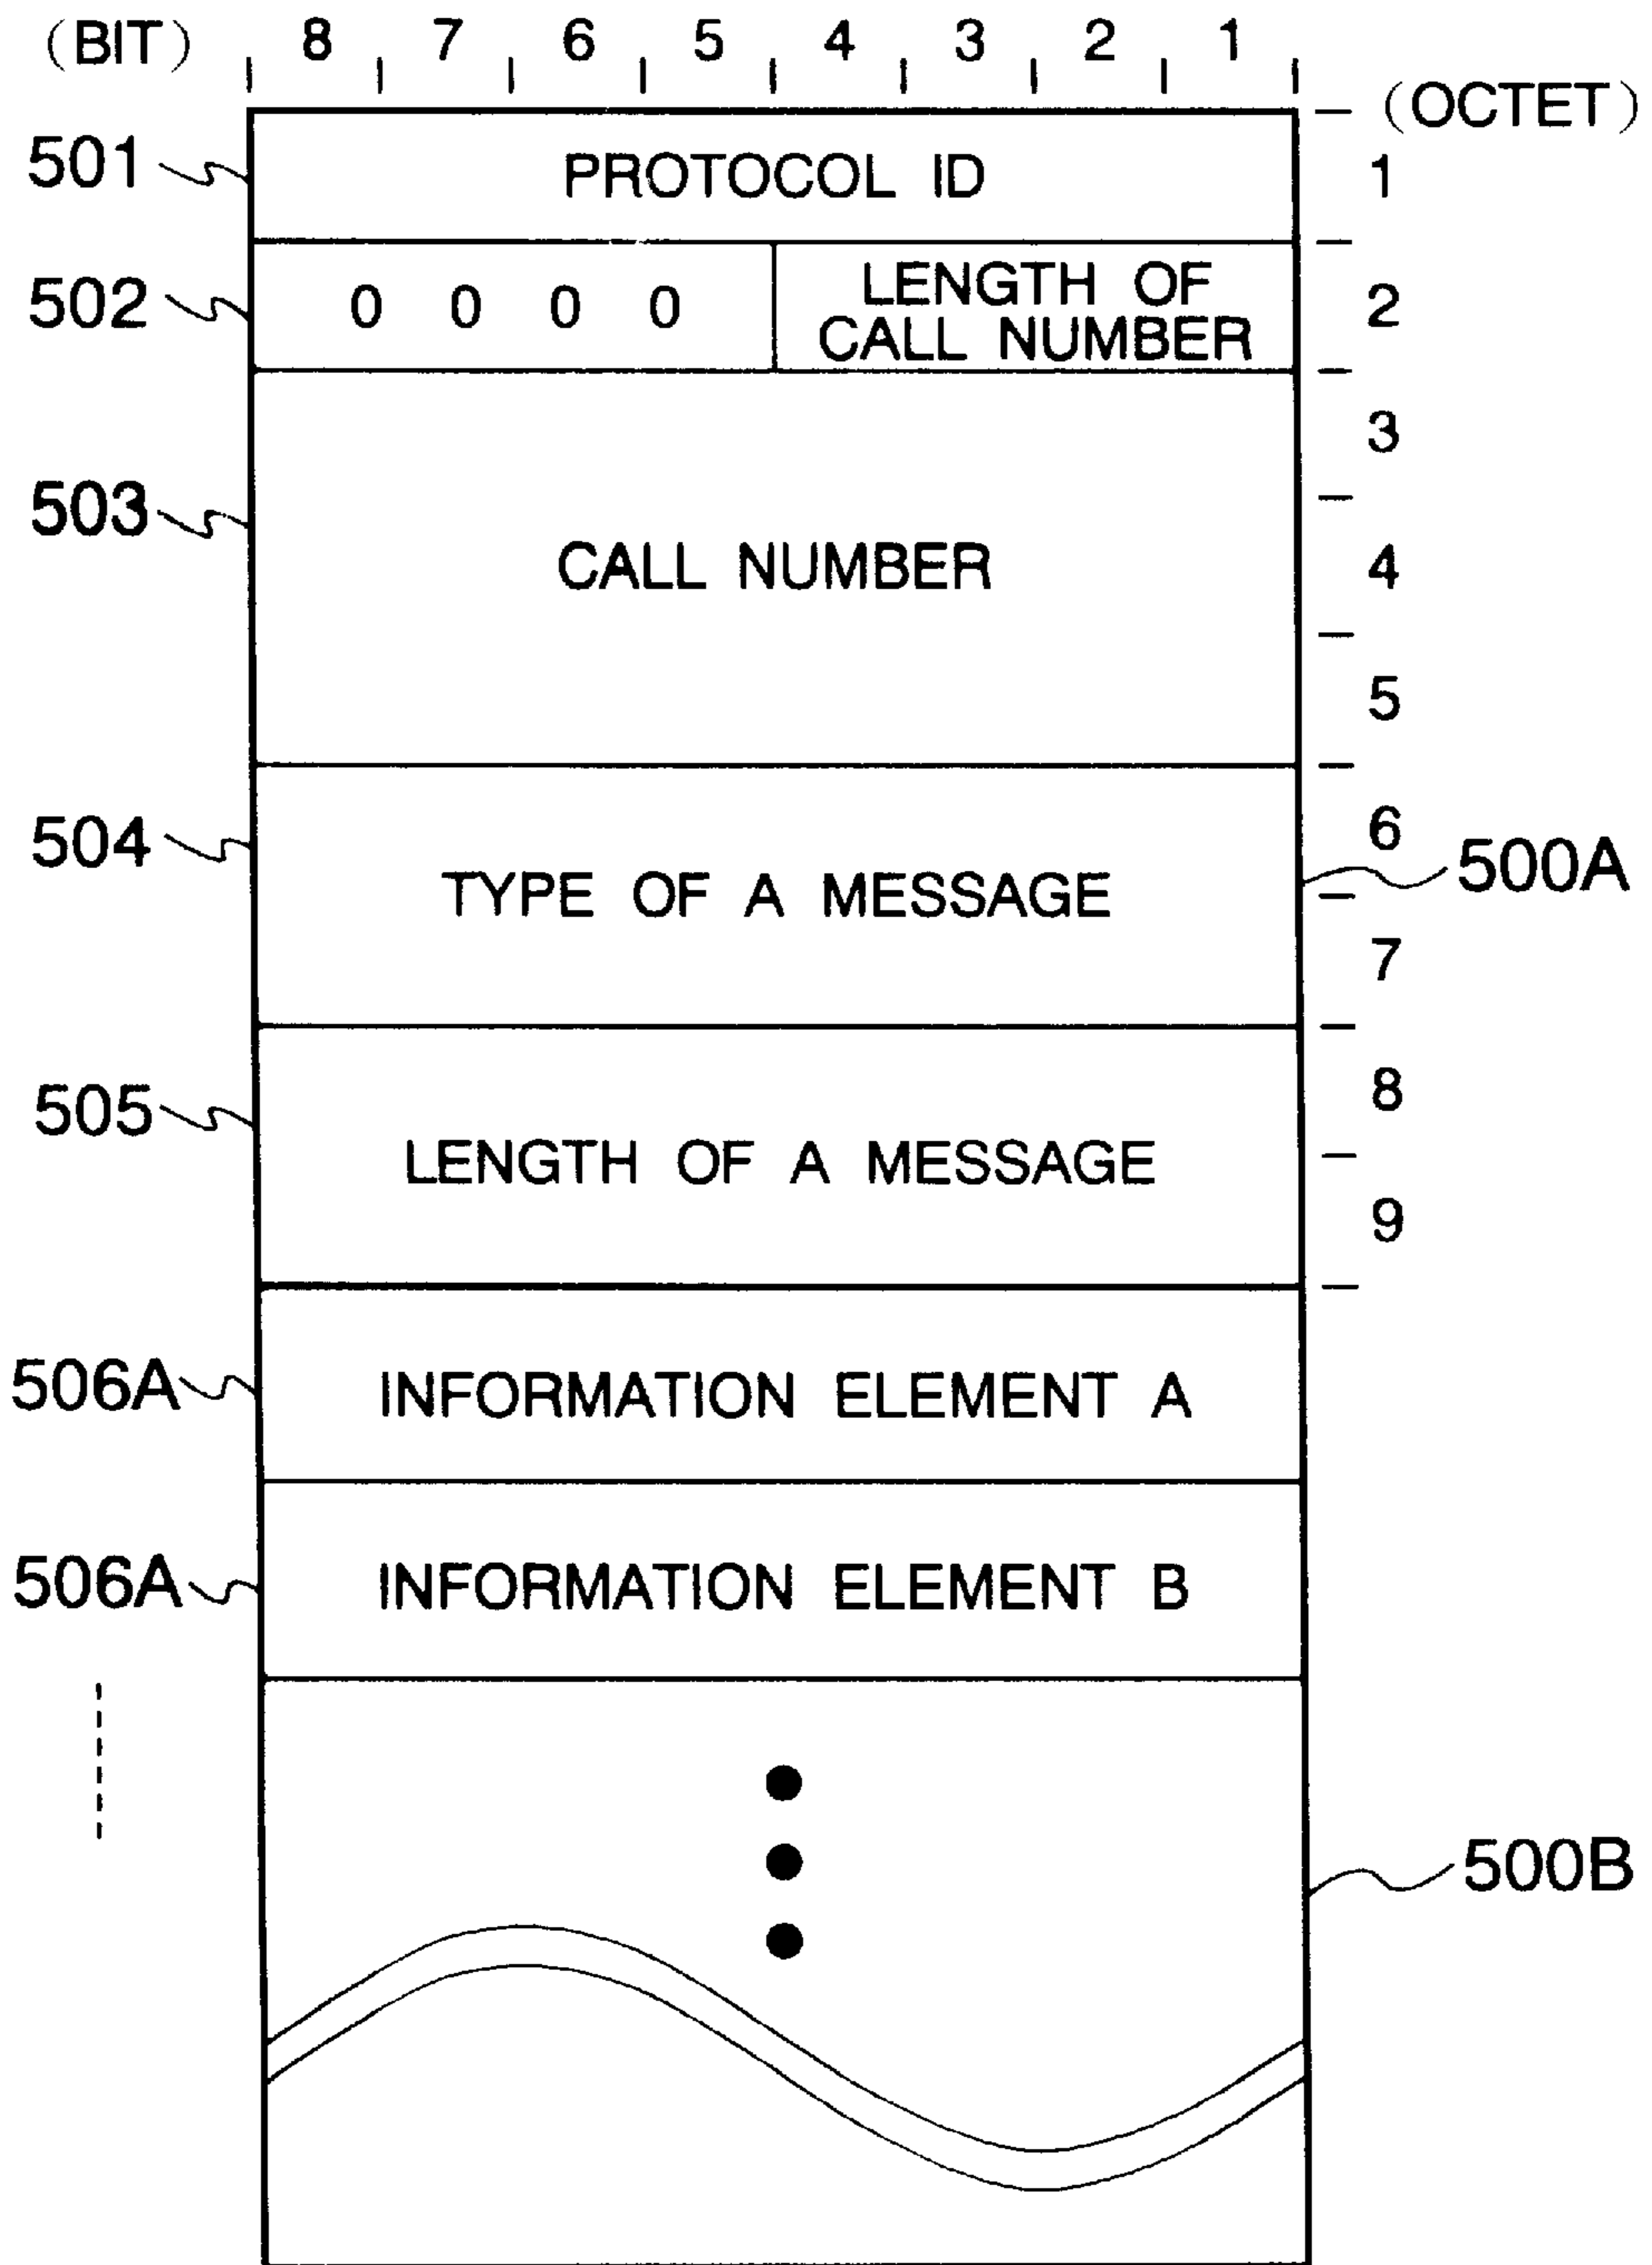 (BIT) 8 7 6 5 4 3 2 1
(OCTET)
501 PROTOCOL ID 1
502 0 0 0 0 LENGTH OF CALL NUMBER 2
3
503 CALL NUMBER 4
5
504 TYPE OF A MESSAGE 6
500A
7
505 LENGTH OF A MESSAGE 8
9
506A INFORMATION ELEMENT A
506A INFORMATION ELEMENT B
500B